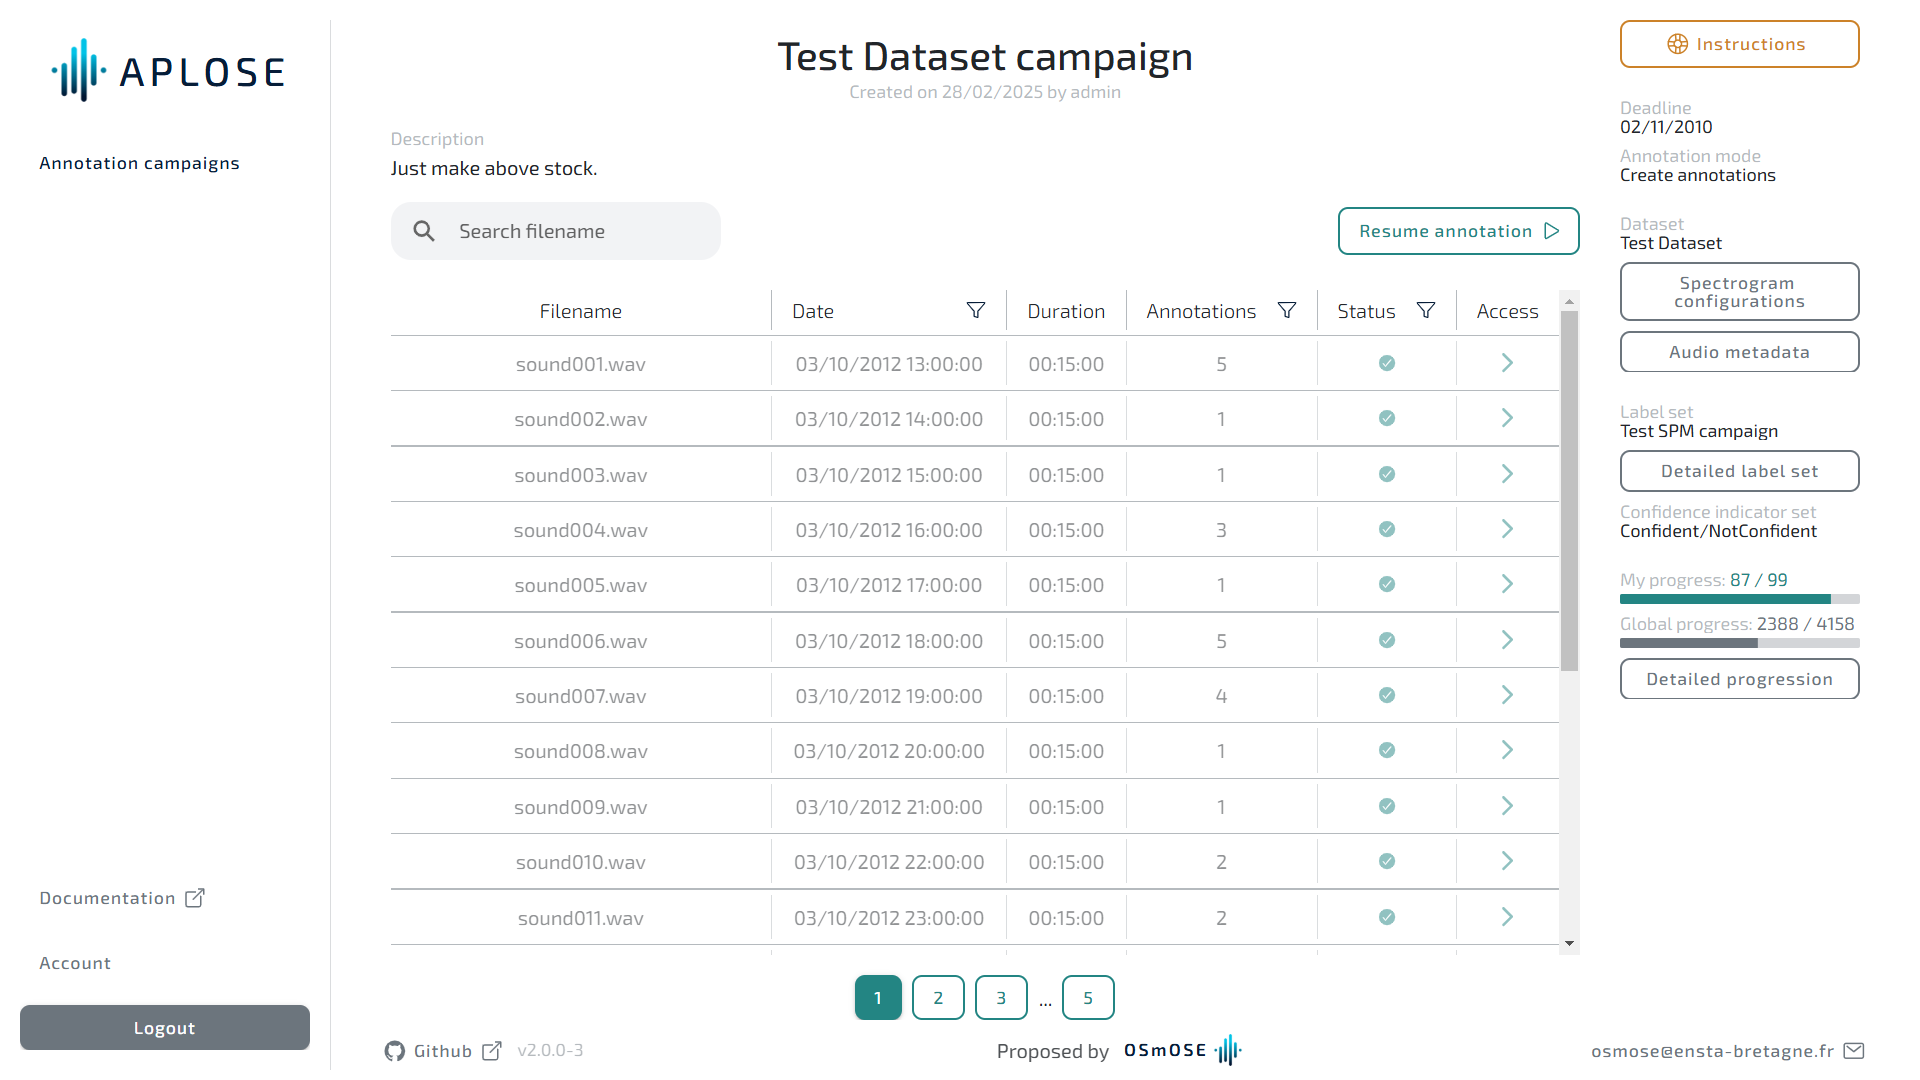 APLOSE
Annotation campaigns
Documentation
Account
Logout
Test Dataset campaign
Created on 28/02/2025 by admin
Description
Just make above stock.
Search filename
Resume annotation
Filename Date Duration Annotations Status Access
sound001.wav 03/10/2012 13:00:00 00:15:00 5
sound002.wav 03/10/2012 14:00:00 00:15:00 1
sound003.wav 03/10/2012 15:00:00 00:15:00 1
sound004.wav 03/10/2012 16:00:00 00:15:00 3
sound005.wav 03/10/2012 17:00:00 00:15:00 1
sound006.wav 03/10/2012 18:00:00 00:15:00 5
sound007.wav 03/10/2012 19:00:00 00:15:00 4
sound008.wav 03/10/2012 20:00:00 00:15:00 1
sound009.wav 03/10/2012 21:00:00 00:15:00 1
sound010.wav 03/10/2012 22:00:00 00:15:00 2
sound011.wav 03/10/2012 23:00:00 00:15:00 2
1 2 3 ... 5
Github v2.0.0-3
Proposed by OSmOSE
osmose@ensta-bretagne.fr
Instructions
Deadline
02/11/2010
Annotation mode
Create annotations
Dataset
Test Dataset
Spectrogram
configurations
Audio metadata
Label set
Test SPM campaign
Detailed label set
Confidence indicator set
Confident/NotConfident
My progress: 87 / 99
Global progress: 2388 / 4158
Detailed progression